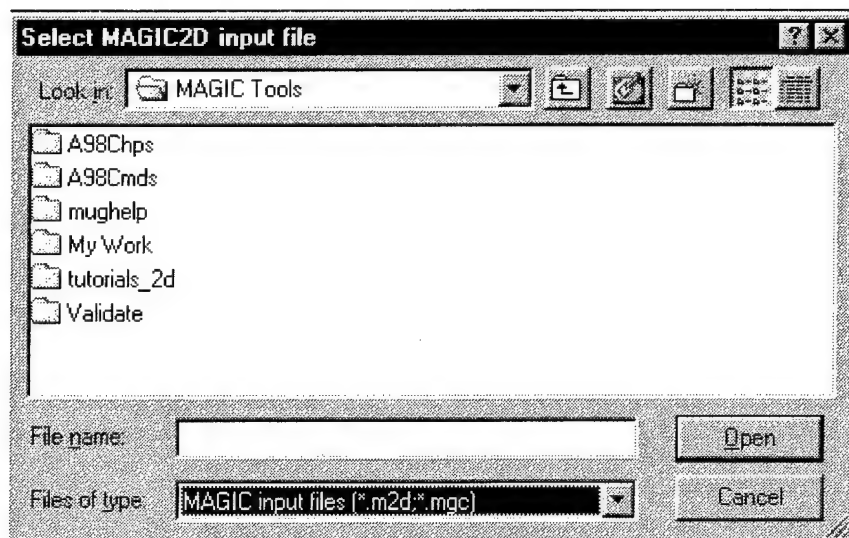 Select MAGIC2D input file
Look in: MAGIC Tools
A98Chps
A98Cmds
mughelp
My Work
tutorials_2d
Validate
File name:
Open
Files of type: MAGIC input files (*.m2d;*.mgc)
Cancel